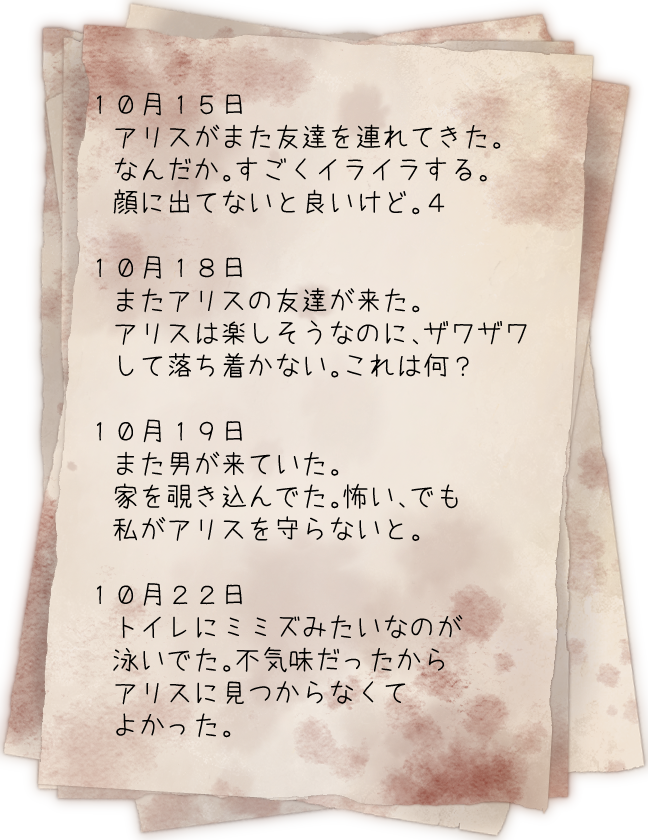 10月15日
アリスがまた友達を連れてきた。
なんだか。すごくイライラする。
顔に出てないと良いけど。4
10月18日
またアリスの友達が来た。
アリスは楽しそうなのに、ザワザワ
して落ち着かない。これは何？
10月19日
また男が来ていた。
家を覗き込んでた。怖い、でも
私がアリスを守らないと。
10月22日
トイレにミミズみたいなのが
泳いでた。不気味だったから
アリスに見つからなくて
よかった。